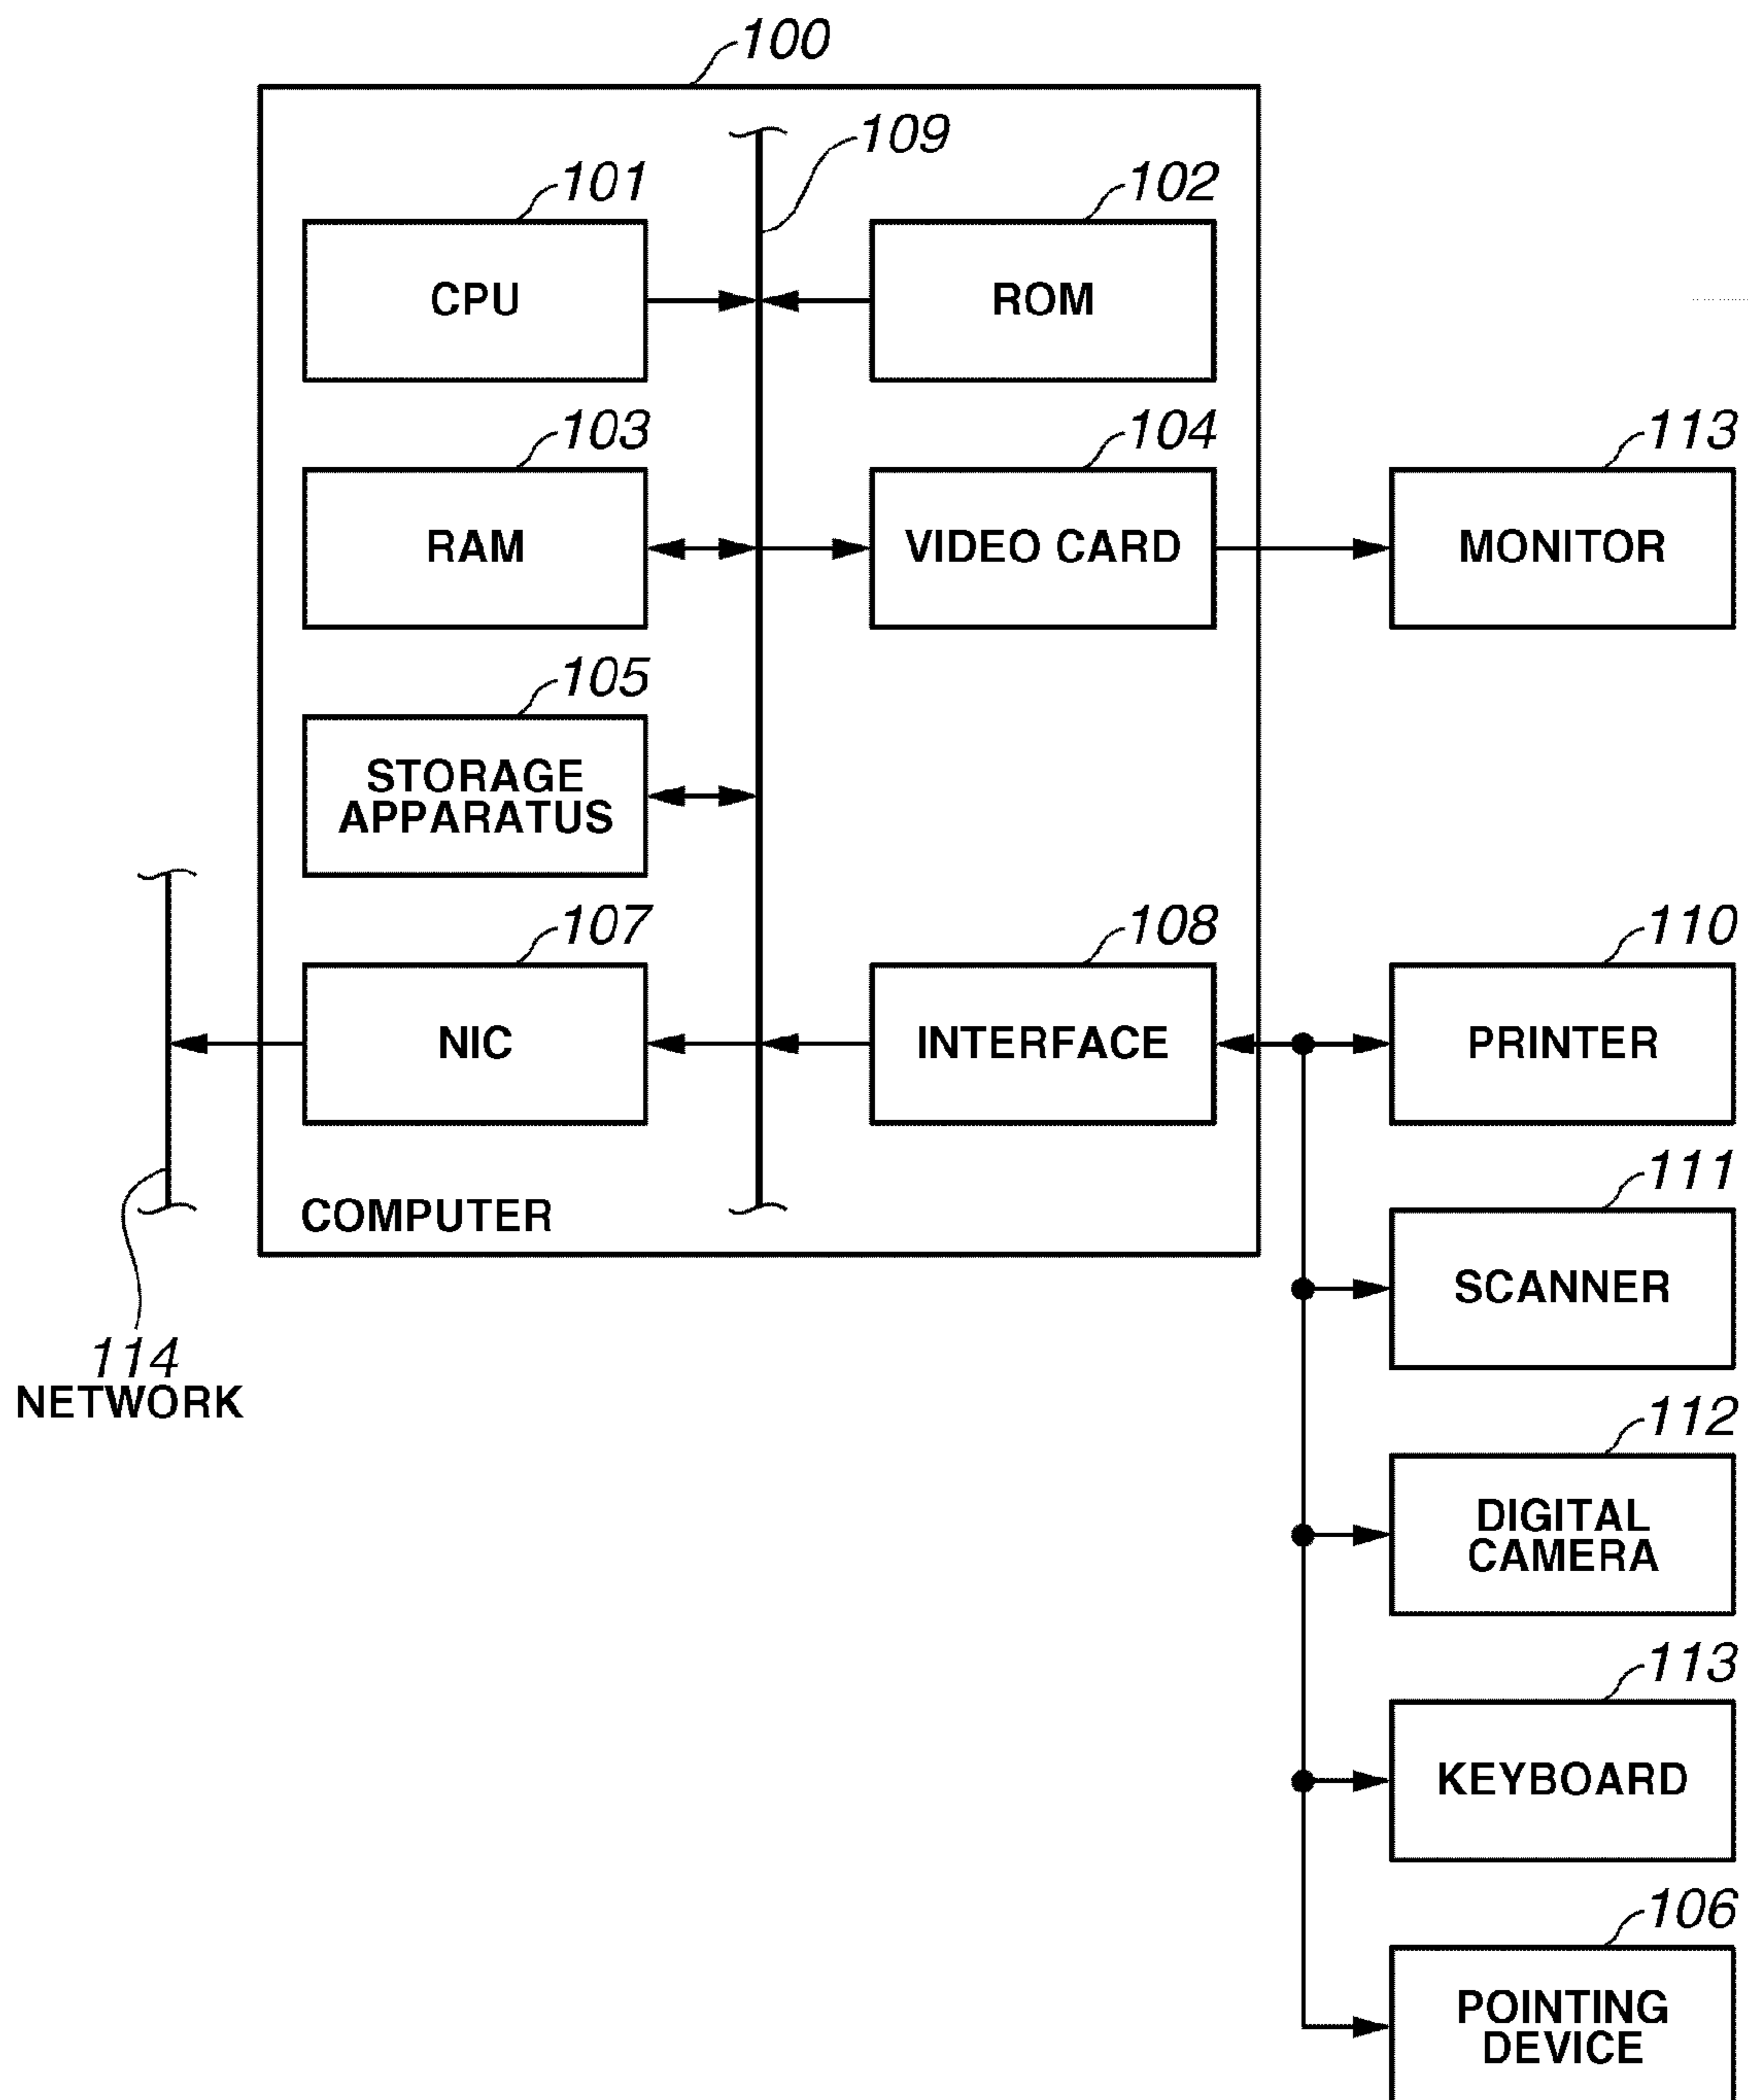 100
109
101
CPU
102
ROM
103
RAM
104
VIDEO CARD
113
MONITOR
105
STORAGE
APPARATUS
107
NIC
108
INTERFACE
110
PRINTER
COMPUTER
114
NETWORK
111
SCANNER
112
DIGITAL
CAMERA
113
KEYBOARD
106
POINTING
DEVICE